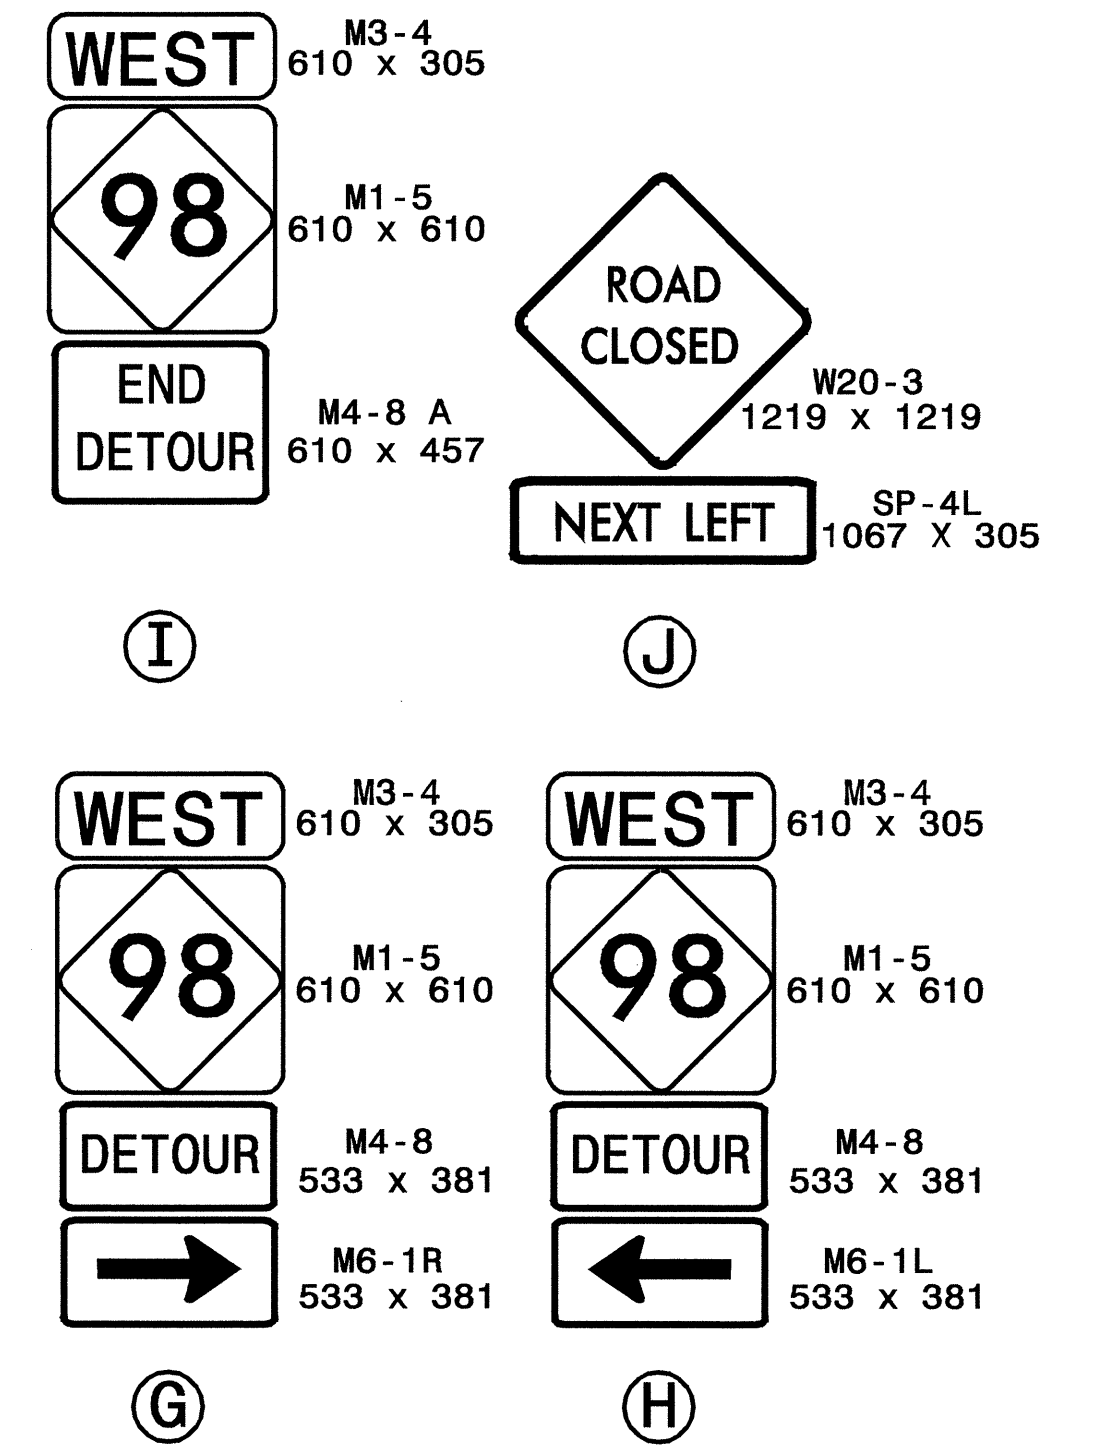 WEST
M3-4
610 x 305
98
M1-5
610 x 610
END
DETOUR
M4-8 A
610 x 457
I
ROAD
CLOSED
W20-3
1219 x 1219
NEXT LEFT
SP-4L
1067 X 305
J
WEST
M3-4
610 x 305
98
M1-5
610 x 610
DETOUR
M4-8
533 x 381
M6-1R
533 x 381
G
WEST
M3-4
610 x 305
98
M1-5
610 x 610
DETOUR
M4-8
533 x 381
M6-1L
533 x 381
H